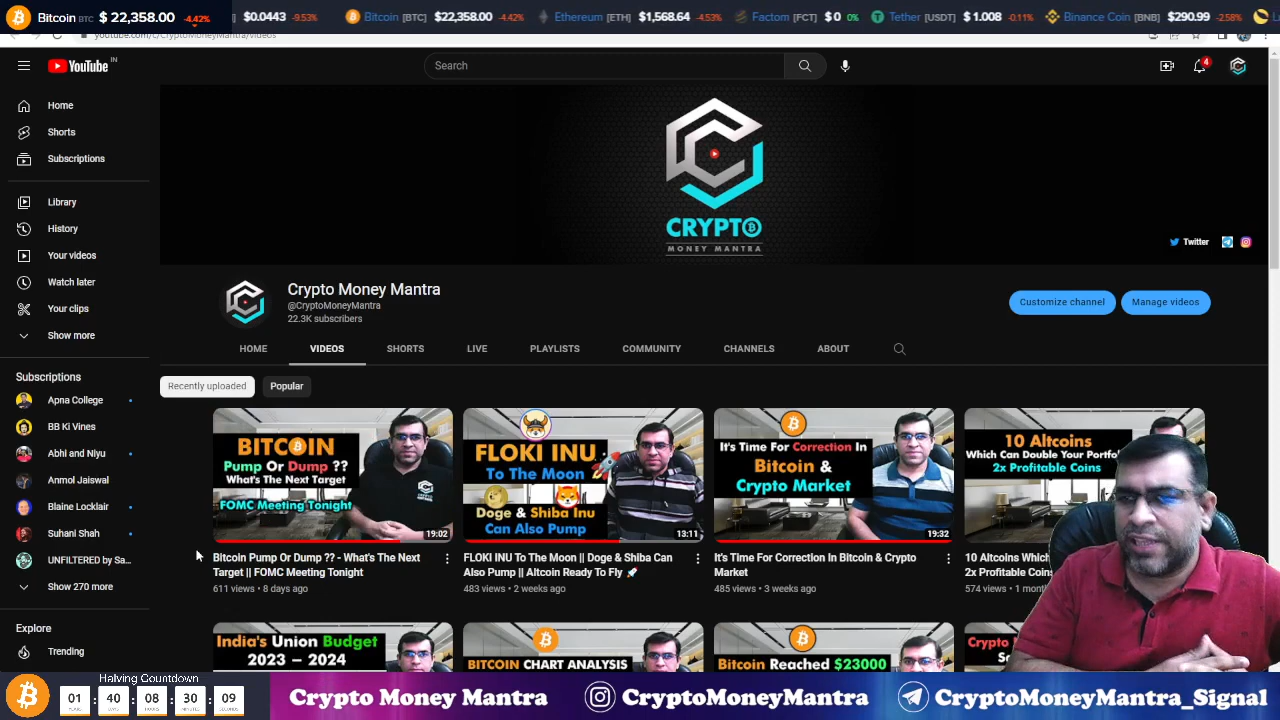 Bitcoin BTC $ 22,358.00 -4.42% $0.0443 -9.53% Bitcoin [BTC] $22,358.00 -4.42% Ethereum [ETH] $1,568.64 -4.53% Factom [FCT] $ 0 0% Tether [USDT] $ 1.008 -0.11% Binance Coin [BNB] $290.99 -2.58%
youtube.com/c/CryptoMoneyMantra/videos
YouTube IN
Search
4
Home
Shorts
Subscriptions
Library
History
Your videos
Watch later
Your clips
Show more
Subscriptions
Apna College
BB Ki Vines
Abhi and Niyu
Anmol Jaiswal
Blaine Locklair
Suhani Shah
UNFILTERED by Sa...
Show 270 more
Explore
Trending
CRYPTO
MONEY MANTRA
Twitter
Crypto Money Mantra
@CryptoMoneyMantra
22.3K subscribers
Customize channel
Manage videos
HOME VIDEOS SHORTS LIVE PLAYLISTS COMMUNITY CHANNELS ABOUT
Recently uploaded Popular
BITCOIN
Pump Or Dump ??
What's The Next Target
FOMC Meeting Tonight
19:02
Bitcoin Pump Or Dump ?? - What's The Next
Target || FOMC Meeting Tonight
611 views • 8 days ago
FLOKI INU
To The Moon
Doge & Shiba Inu
Can Also Pump
13:11
FLOKI INU To The Moon || Doge & Shiba Can
Also Pump || Altcoin Ready To Fly 🚀
483 views • 2 weeks ago
It's Time For Correction In
Bitcoin &
Crypto Market
19:32
It's Time For Correction In Bitcoin & Crypto
Market
485 views • 3 weeks ago
10 Altcoins
Which Can Double Your Portfo
2x Profitable Coins
10 Altcoins Which
2x Profitable Coins
574 views • 1 mont
India's Union Budget
2023 – 2024
BITCOIN CHART ANALYSIS
Bitcoin Reached $23000
Crypto
Halving Countdown
01 : 40 : 08 : 30 : 09
YEARS DAYS HOURS MINUTES SECONDS
Crypto Money Mantra CryptoMoneyMantra CryptoMoneyMantra_Signal